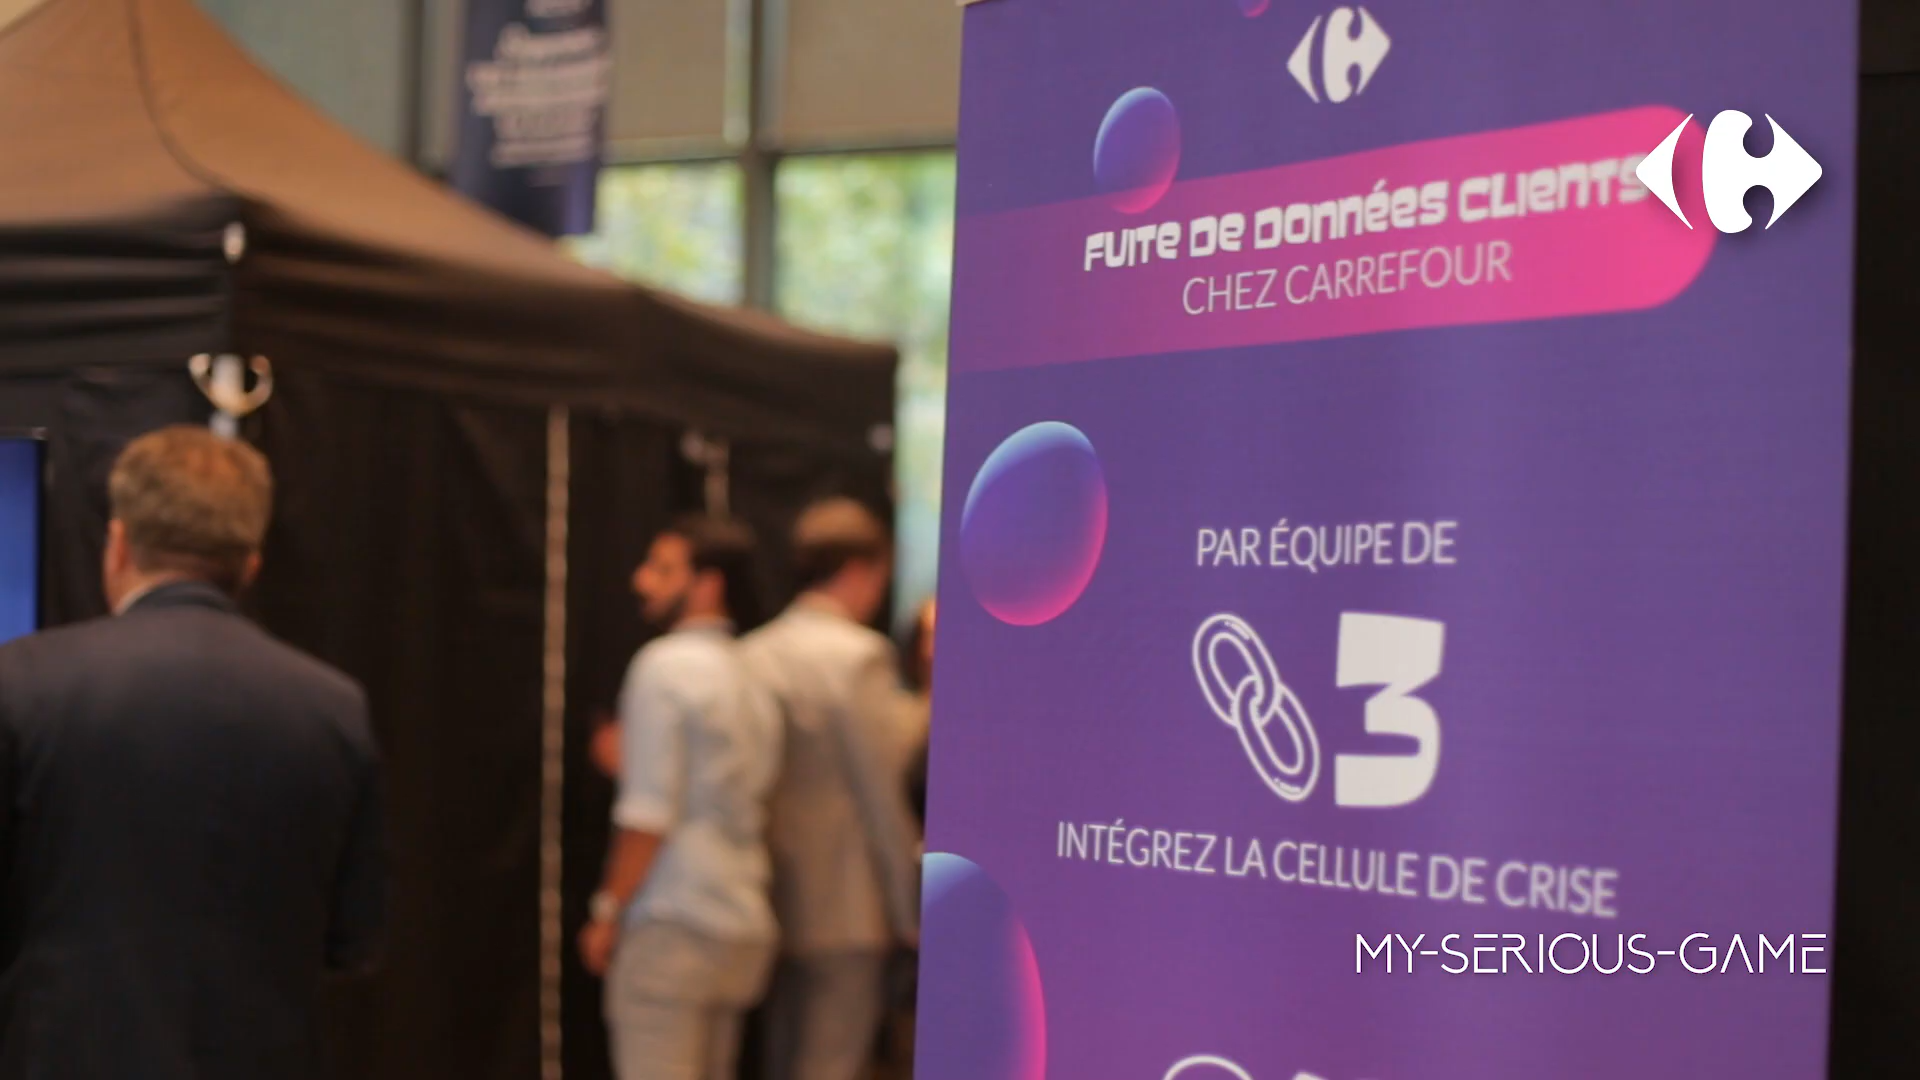 FUITE DE DONNÉES CLIENTS
CHEZ CARREFOUR
PAR ÉQUIPE DE
3
INTÉGREZ LA CELLULE DE CRISE
MY-SERIOUS-GAME